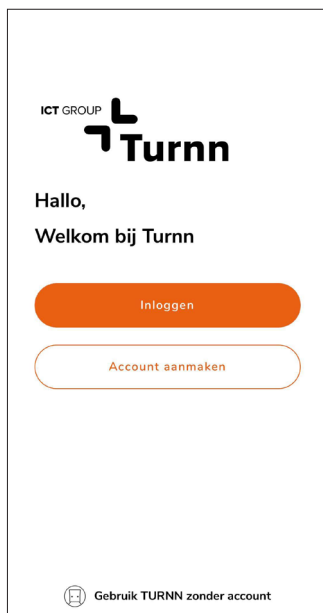 ICT GROUP
Turnn
Hallo,
Welkom bij Turnn
Inloggen
Account aanmaken
Gebruik TURNN zonder account